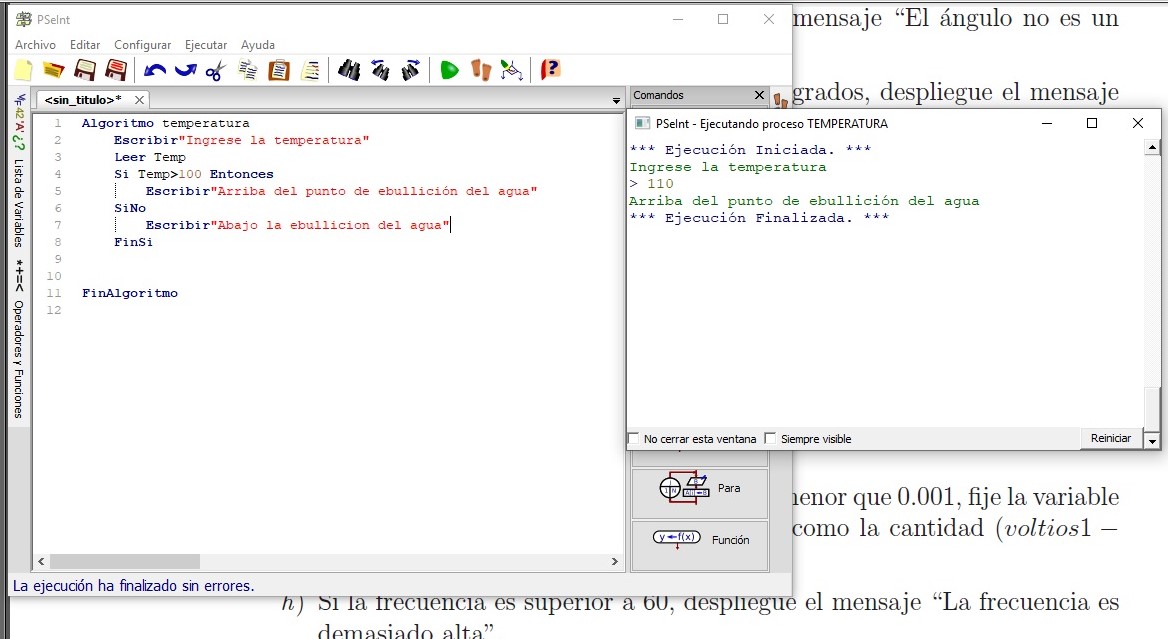 PSeInt
Archivo Editar Configurar Ejecutar Ayuda
<sin_titulo>*
Lista de Variables
*+=<
Operadores y Funciones
1 Algoritmo temperatura
2 Escribir"Ingrese la temperatura"
3 Leer Temp
4 Si Temp>100 Entonces
5 Escribir"Arriba del punto de ebullición del agua"
6 SiNo
7 Escribir"Abajo la ebullicion del agua"
8 FinSi
9
10
11 FinAlgoritmo
12
La ejecución ha finalizado sin errores.
Comandos
Para
y←f(x) Función
PSeInt - Ejecutando proceso TEMPERATURA
*** Ejecución Iniciada. ***
Ingrese la temperatura
> 110
Arriba del punto de ebullición del agua
*** Ejecución Finalizada. ***
No cerrar esta ventana Siempre visible Reiniciar
mensaje “El ángulo no es un
grados, despliegue el mensaje
menor que 0.001, fije la variable
como la cantidad (voltios1 −
h) Si la frecuencia es superior a 60, despliegue el mensaje “La frecuencia es
demasiado alta”